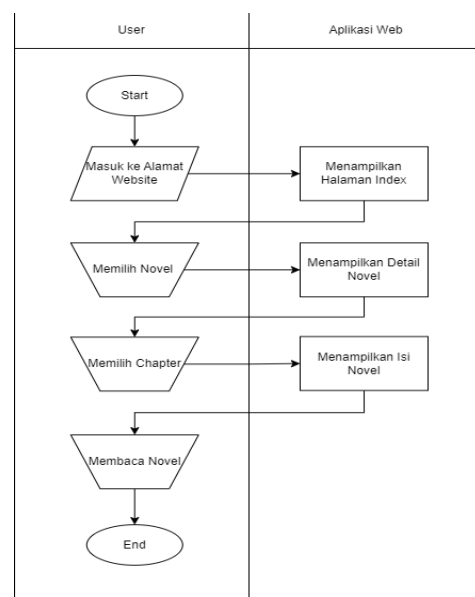 User
Aplikasi Web
Start
Masuk ke Alamat
Website
Menampilkan
Halaman Index
Memilih Novel
Menampilkan Detail
Novel
Memilih Chapter
Menampilkan Isi
Novel
Membaca Novel
End